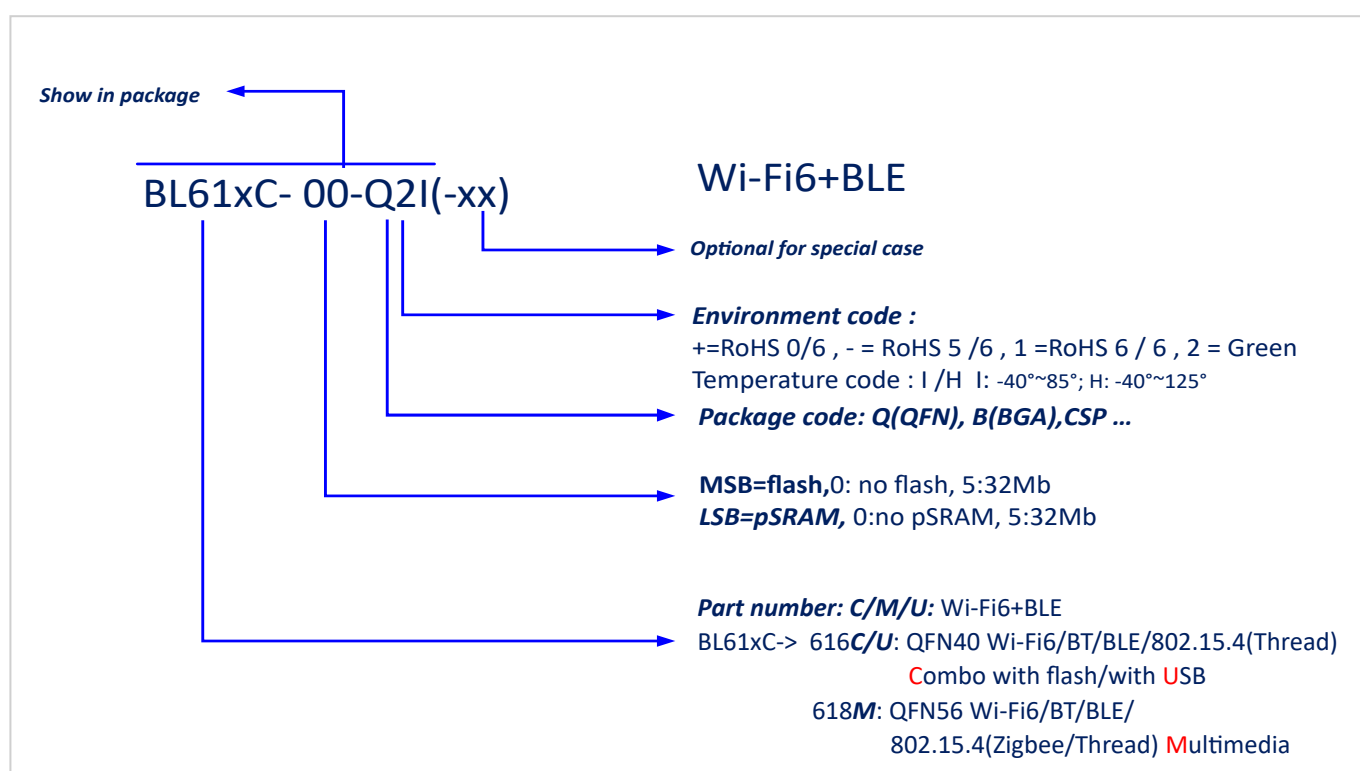 Show in package
BL61xC- 00-Q2I(-xx)
Wi-Fi6+BLE
Optional for special case
Environment code :
+=RoHS 0/6 , - = RoHS 5 /6 , 1 =RoHS 6 / 6 , 2 = Green
Temperature code : I /H I: -40°~85°; H: -40°~125°
Package code: Q(QFN), B(BGA),CSP ...
MSB=flash,0: no flash, 5:32Mb
LSB=pSRAM, 0:no pSRAM, 5:32Mb
Part number: C/M/U: Wi-Fi6+BLE
BL61xC-> 616C/U: QFN40 Wi-Fi6/BT/BLE/802.15.4(Thread)
Combo with flash/with USB
618M: QFN56 Wi-Fi6/BT/BLE/
802.15.4(Zigbee/Thread) Multimedia